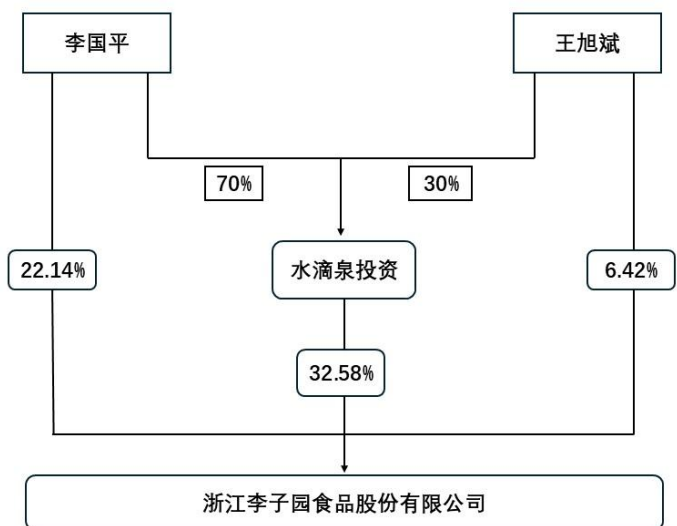 李国平
王旭斌
70%
30%
22.14%
水滴泉投资
6.42%
32.58%
浙江李子园食品股份有限公司